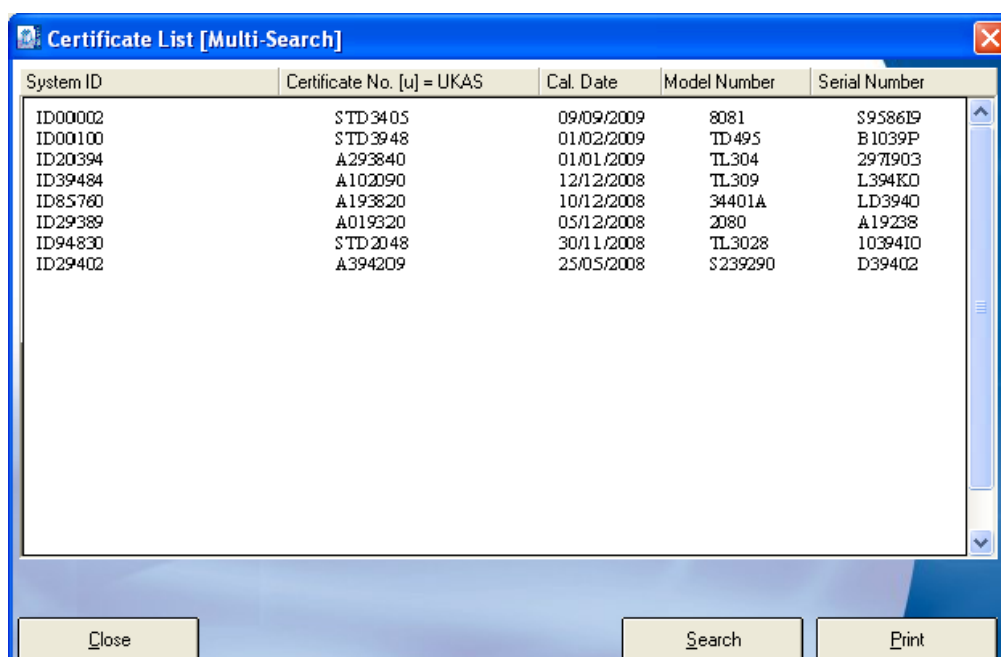 Certificate List [Multi-Search]
System ID Certificate No. [u] = UKAS Cal. Date Model Number Serial Number
ID00002 STD3405 09/09/2009 8081 S9586I9
ID00100 STD3948 01/02/2009 TD495 B1039P
ID20394 A293840 01/01/2009 TL304 297I903
ID39484 A102090 12/12/2008 TL309 L394KO
ID85760 A193820 10/12/2008 34401A LD3940
ID29389 A019320 05/12/2008 2080 A19238
ID94830 STD2048 30/11/2008 TL3028 10394IO
ID29402 A394209 25/05/2008 S239290 D39402
Close Search Print